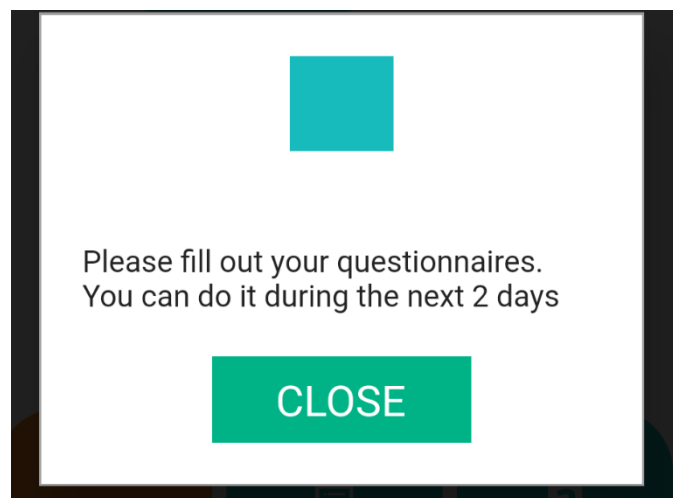 Please fill out your questionnaires.
You can do it during the next 2 days
CLOSE